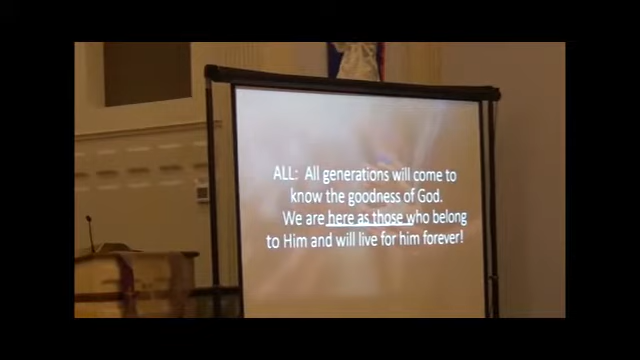 ALL:  All generations will come to
know the goodness of God.
We are here as those who belong
to Him and will live for him forever!